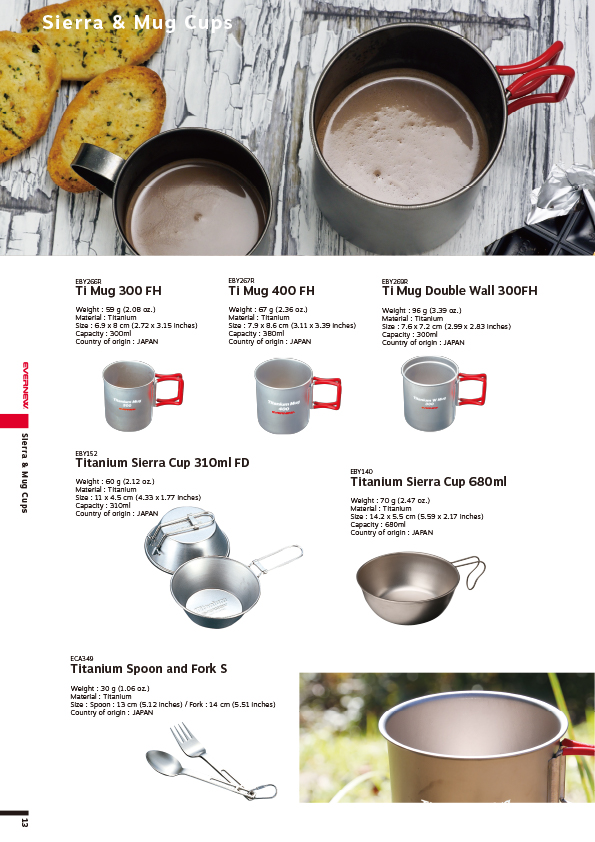 Sierra & Mug Cups
EBY266R
Ti Mug 300 FH
Weight : 59 g (2.08 oz.)
Material : Titanium
Size : 6.9 x 8 cm (2.72 x 3.15 inches)
Capacity : 300ml
Country of origin : JAPAN
EBY267R
Ti Mug 400 FH
Weight : 67 g (2.36 oz.)
Material : Titanium
Size : 7.9 x 8.6 cm (3.11 x 3.39 inches)
Capacity : 380ml
Country of origin : JAPAN
EBY269R
Ti Mug Double Wall 300FH
Weight : 96 g (3.39 oz.)
Material : Titanium
Size : 7.6 x 7.2 cm (2.99 x 2.83 inches)
Capacity : 300ml
Country of origin : JAPAN
Titanium Mug
Titanium Mug
400
Titanium W Mug
EVERNEW
Sierra & Mug Cups
EBY152
Titanium Sierra Cup 310ml FD
Weight : 60 g (2.12 oz.)
Material : Titanium
Size : 11 x 4.5 cm (4.33 x 1.77 inches)
Capacity : 310ml
Country of origin : JAPAN
EBY140
Titanium Sierra Cup 680ml
Weight : 70 g (2.47 oz.)
Material : Titanium
Size : 14.2 x 5.5 cm (5.59 x 2.17 inches)
Capacity : 680ml
Country of origin : JAPAN
ECA349
Titanium Spoon and Fork S
Weight : 30 g (1.06 oz.)
Material : Titanium
Size : Spoon : 13 cm (5.12 inches) / Fork : 14 cm (5.51 inches)
Country of origin : JAPAN
13